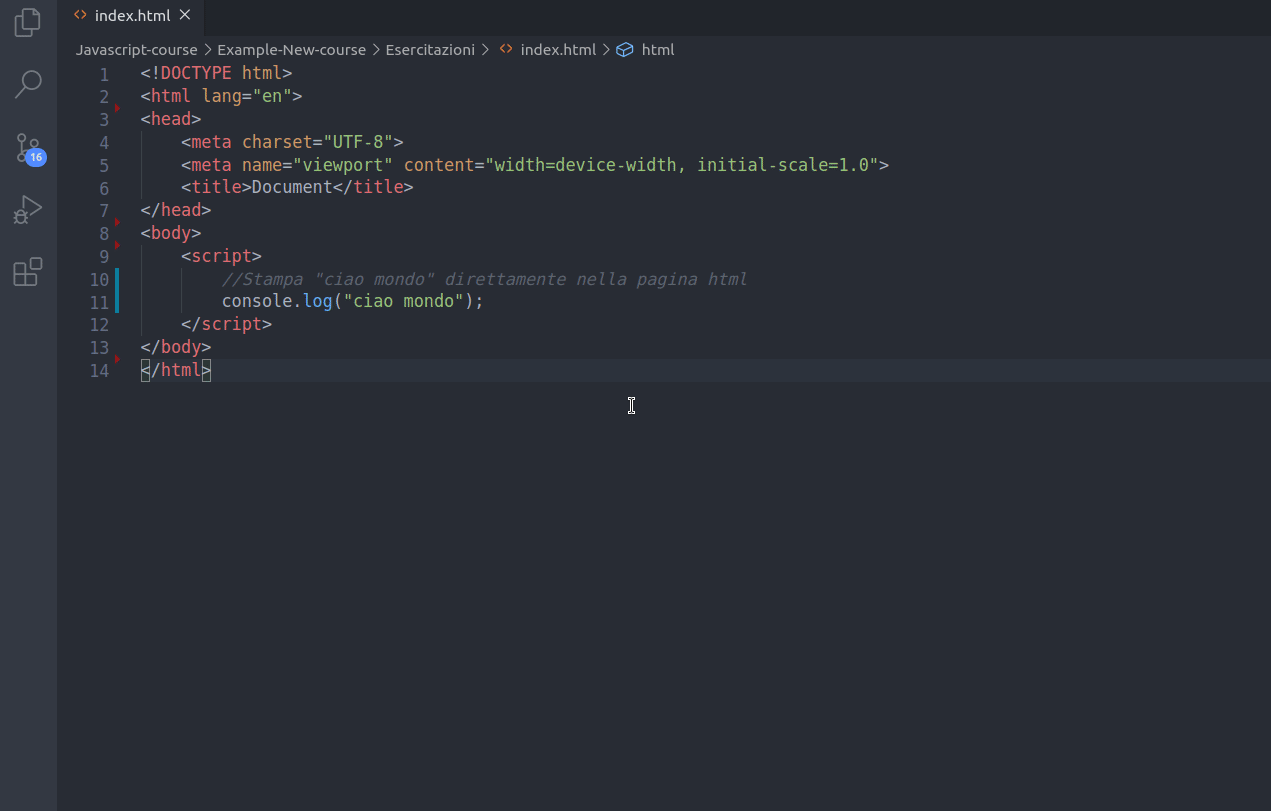 index.html
Javascript-course > Example-New-course > Esercitazioni > index.html > html
1 <!DOCTYPE html>
2 <html lang="en">
3 <head>
4 <meta charset="UTF-8">
16
5 <meta name="viewport" content="width=device-width, initial-scale=1.0">
6 <title>Document</title>
7 </head>
8 <body>
9 <script>
10 //Stampa "ciao mondo" direttamente nella pagina html
11 console.log("ciao mondo");
12 </script>
13 </body>
14 </html>